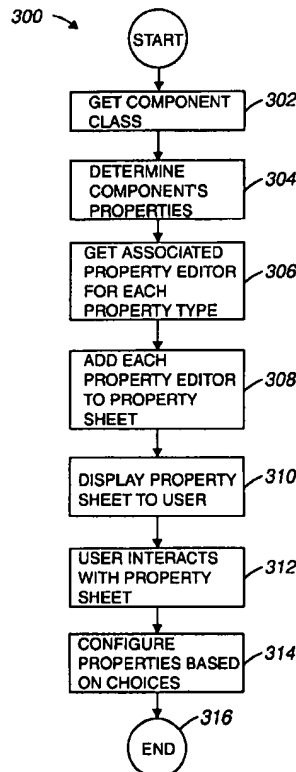 300
START
GET COMPONENT
CLASS
302
DETERMINE
COMPONENT'S
PROPERTIES
304
GET ASSOCIATED
PROPERTY EDITOR
FOR EACH
PROPERTY TYPE
306
ADD EACH
PROPERTY EDITOR
TO PROPERTY
SHEET
308
DISPLAY PROPERTY
SHEET TO USER
310
USER INTERACTS
WITH PROPERTY
SHEET
312
CONFIGURE
PROPERTIES BASED
ON CHOICES
314
316
END